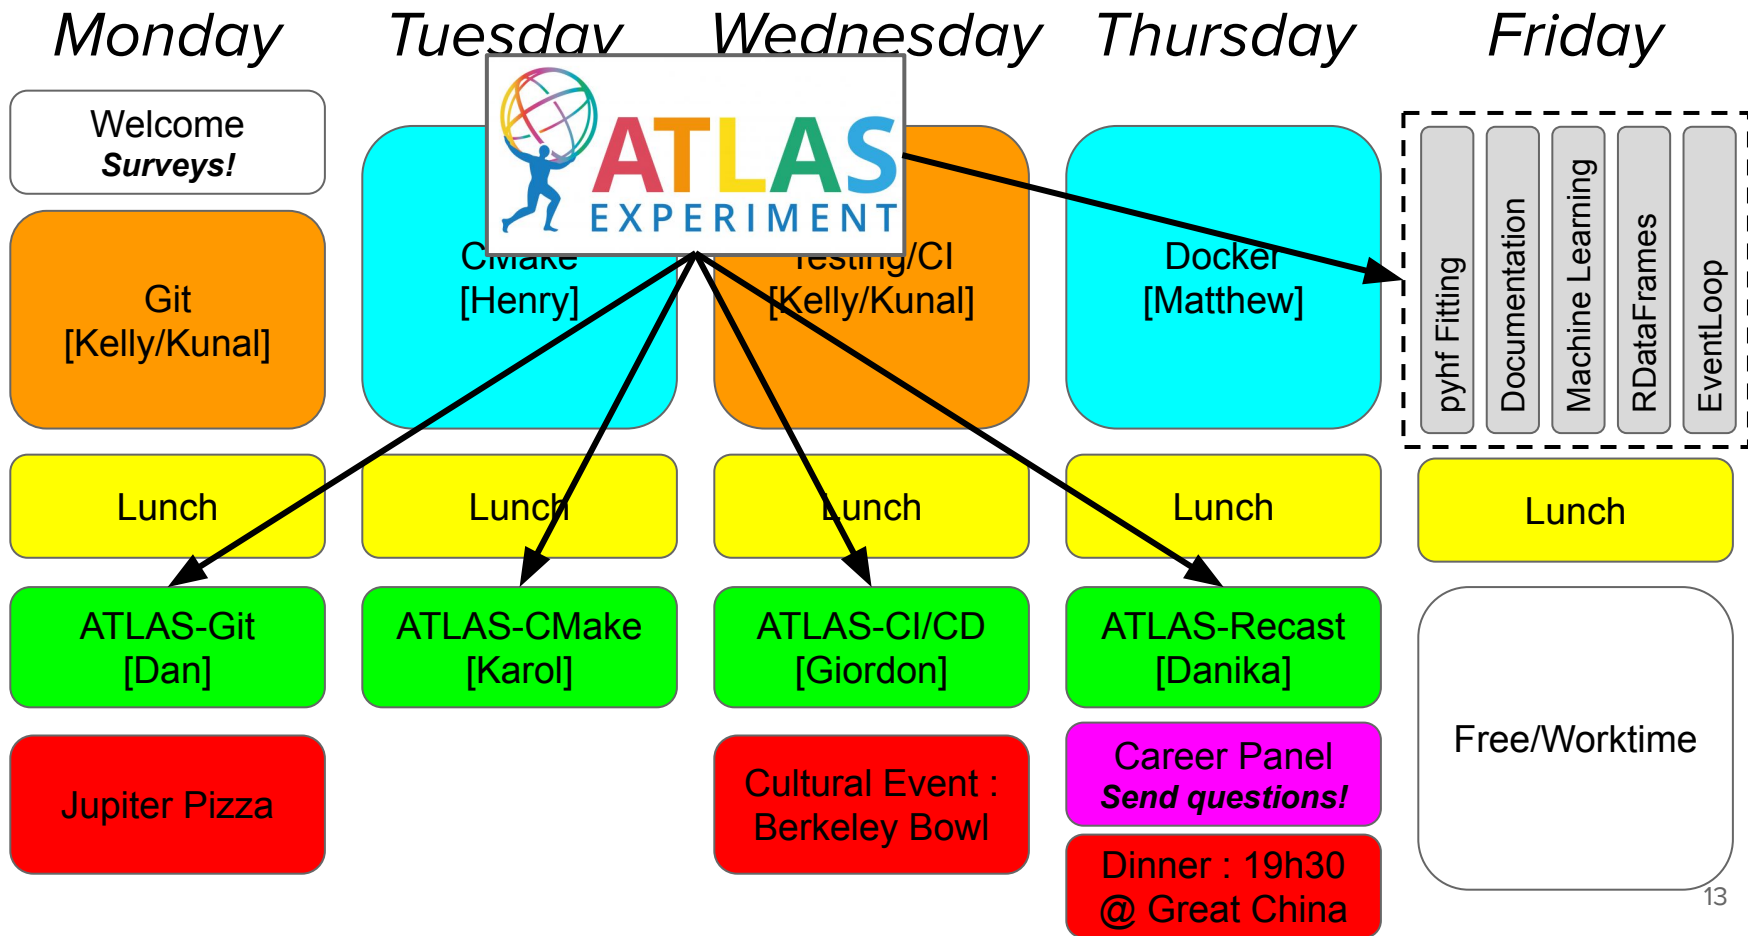 Monday
Tuesday
Wednesday
Thursday
Friday
ATLAS
EXPERIMENT
Welcome
Surveys!
Git
[Kelly/Kunal]
CMake
[Henry]
Testing/CI
[Kelly/Kunal]
Docker
[Matthew]
pyhf Fitting
Documentation
Machine Learning
RDataFrames
EventLoop
Lunch
Lunch
Lunch
Lunch
Lunch
ATLAS-Git
[Dan]
ATLAS-CMake
[Karol]
ATLAS-CI/CD
[Giordon]
ATLAS-Recast
[Danika]
Jupiter Pizza
Cultural Event :
Berkeley Bowl
Career Panel
Send questions!
Dinner : 19h30
@ Great China
Free/Worktime
13